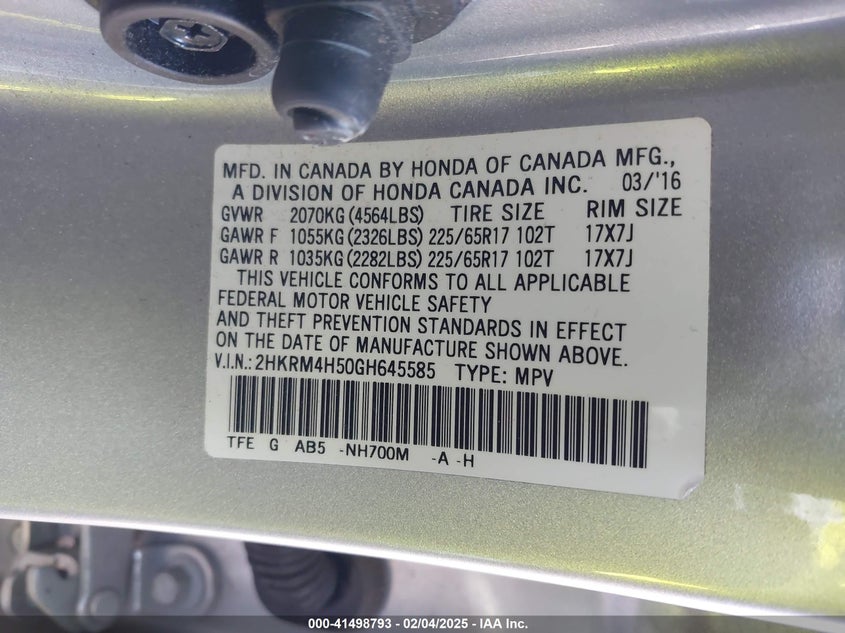 MFD. IN CANADA BY HONDA OF CANADA MFG.,
A DIVISION OF HONDA CANADA INC. 03/'16
GVWR 2070KG (4564LBS) TIRE SIZE RIM SIZE
GAWR F 1055KG (2326LBS) 225/65R17 102T 17X7J
GAWR R 1035KG (2282LBS) 225/65R17 102T 17X7J
THIS VEHICLE CONFORMS TO ALL APPLICABLE
FEDERAL MOTOR VEHICLE SAFETY
AND THEFT PREVENTION STANDARDS IN EFFECT
ON THE DATE OF MANUFACTURE SHOWN ABOVE.
V.I.N.: 2HKRM4H50GH645585 TYPE: MPV
TFE G AB5 -NH700M -A -H
000-41498793 - 02/04/2025 - IAA Inc.